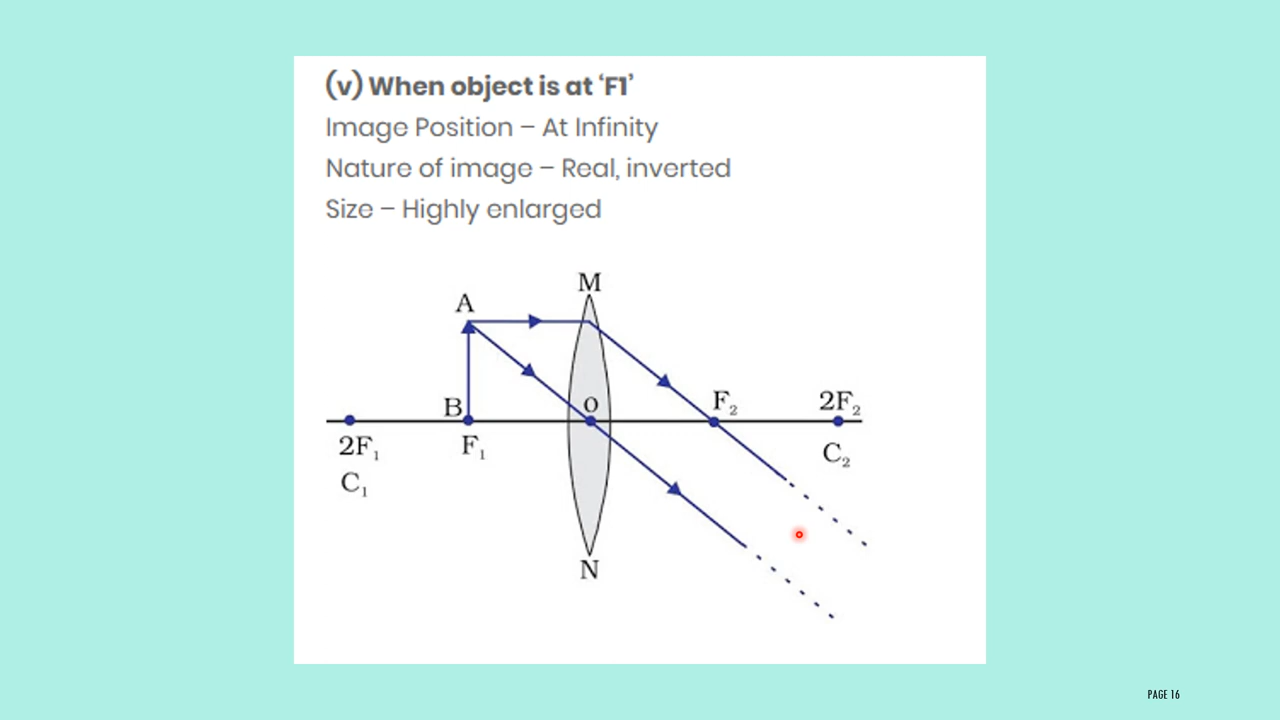 (v) When object is at ‘F1’
Image Position – At Infinity
Nature of image – Real, inverted
Size – Highly enlarged
M
A
B
O
F₂
2F₂
2F₁
F₁
C₂
C₁
N
PAGE 16